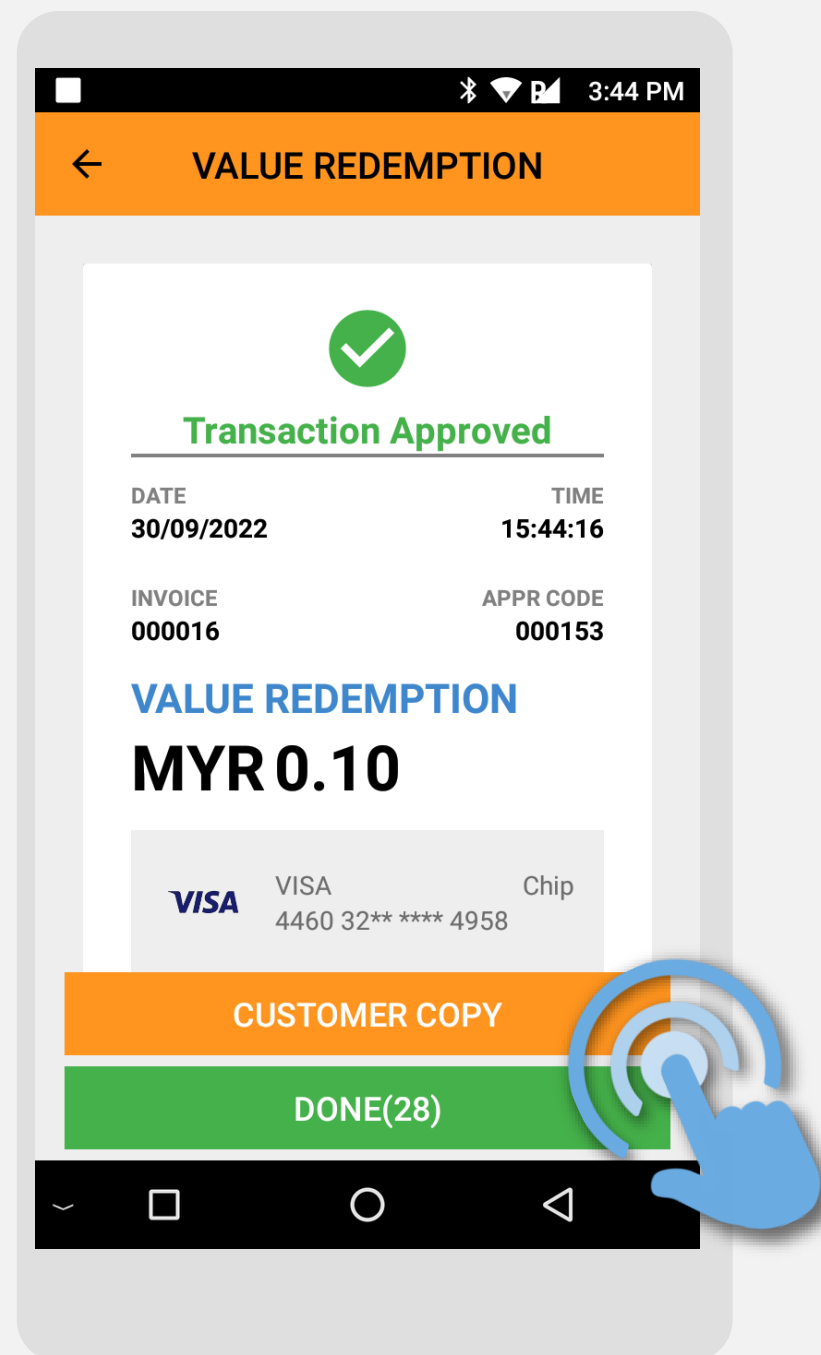 3:44 PM
VALUE REDEMPTION
Transaction Approved
DATE TIME
30/09/2022 15:44:16
INVOICE APPR CODE
000016 000153
VALUE REDEMPTION
MYR 0.10
VISA VISA Chip
4460 32** **** 4958
CUSTOMER COPY
DONE(28)